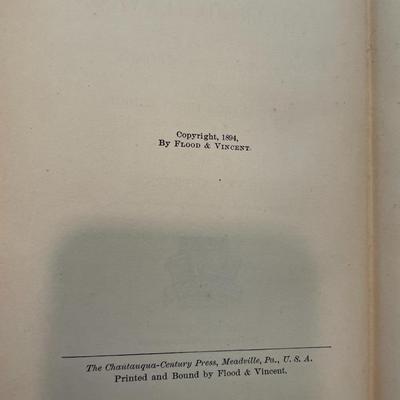 Copyright, 1894,
By Flood & Vincent.
The Chautauqua-Century Press, Meadville, Pa., U. S. A.
Printed and Bound by Flood & Vincent.